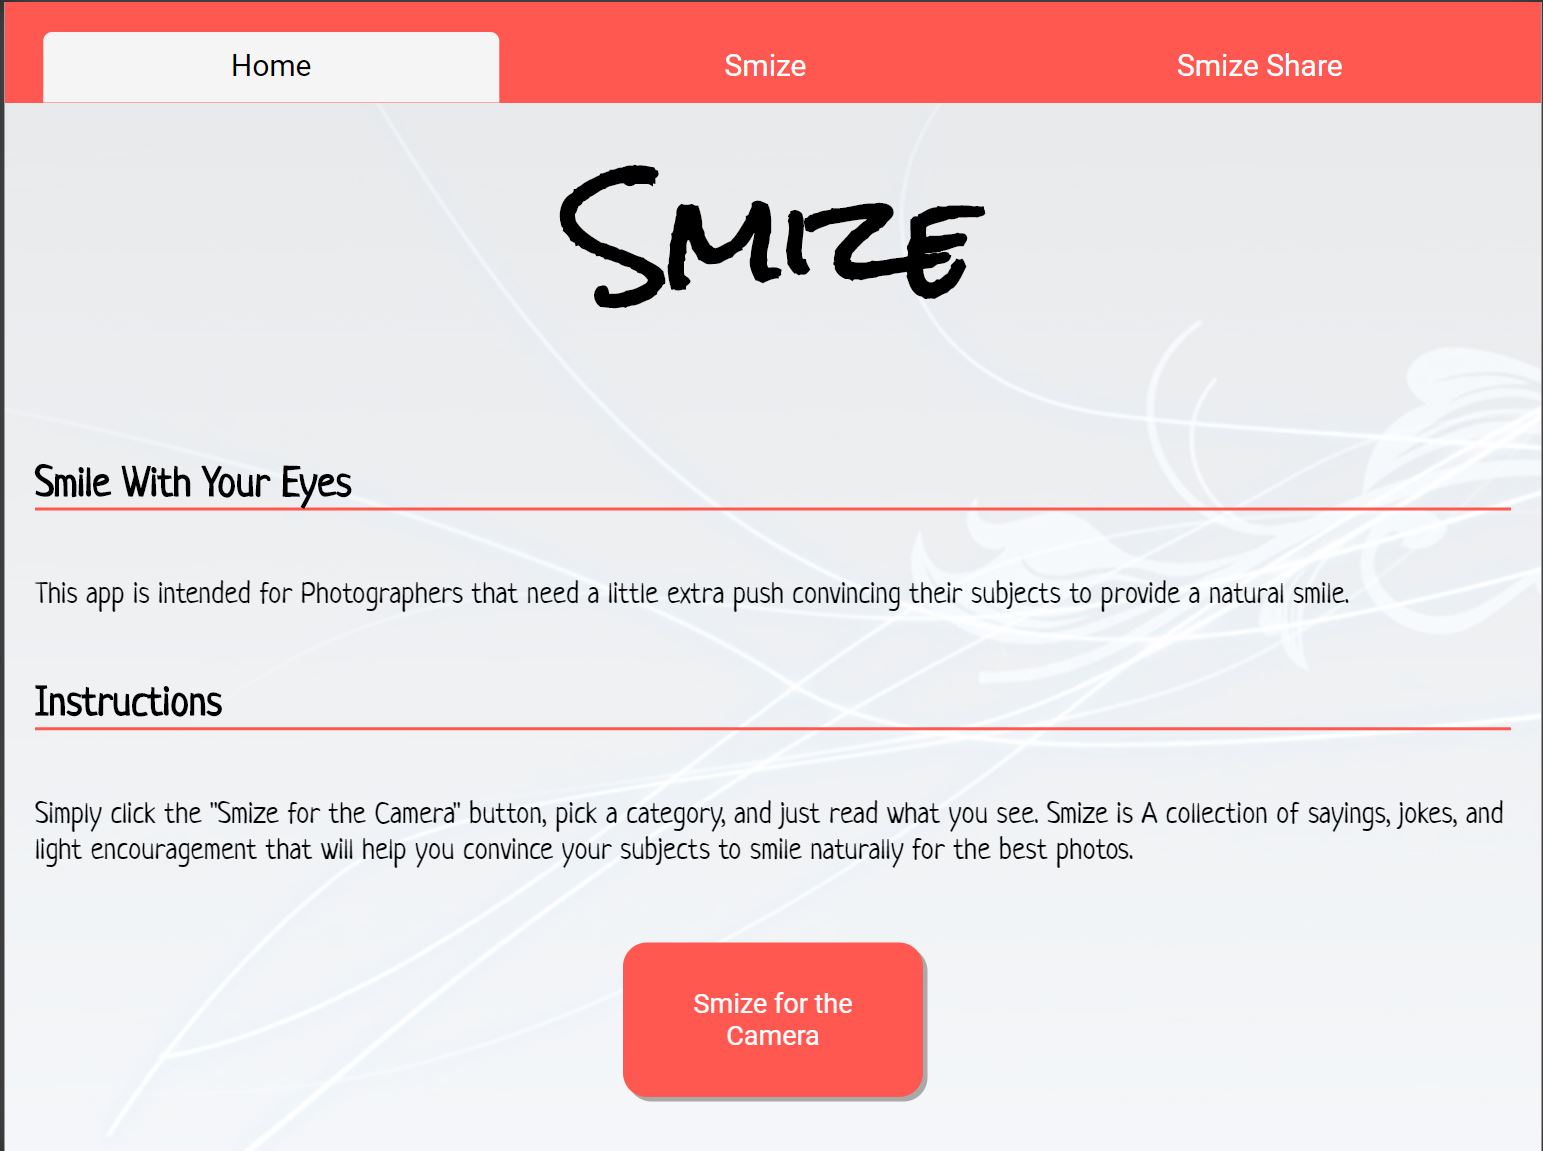 Home
Smize
Smize Share
Smize
Smile With Your Eyes
This app is intended for Photographers that need a little extra push convincing their subjects to provide a natural smile.
Instructions
Simply click the "Smize for the Camera" button, pick a category, and just read what you see. Smize is A collection of sayings, jokes, and
light encouragement that will help you convince your subjects to smile naturally for the best photos.
Smize for the
Camera